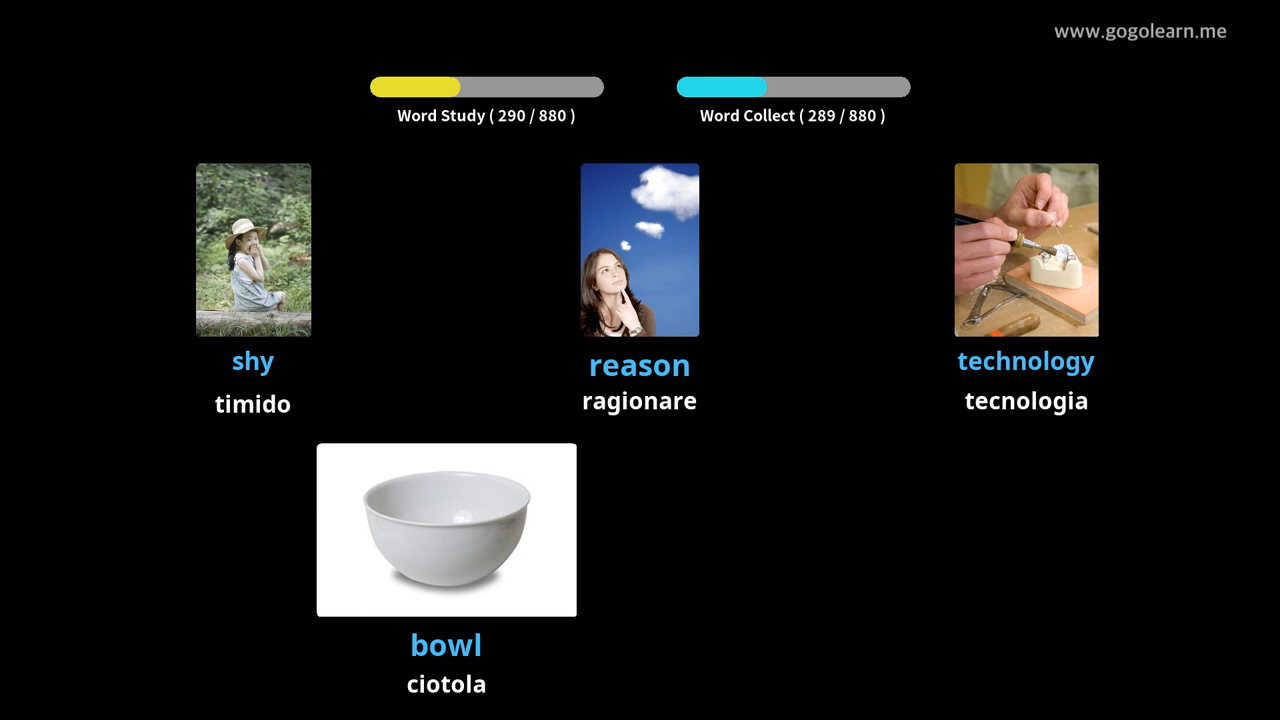 www.gogolearn.me
Word Study ( 290 / 880 )
Word Collect ( 289 / 880 )
shy
timido
reason
ragionare
technology
tecnologia
bowl
ciotola